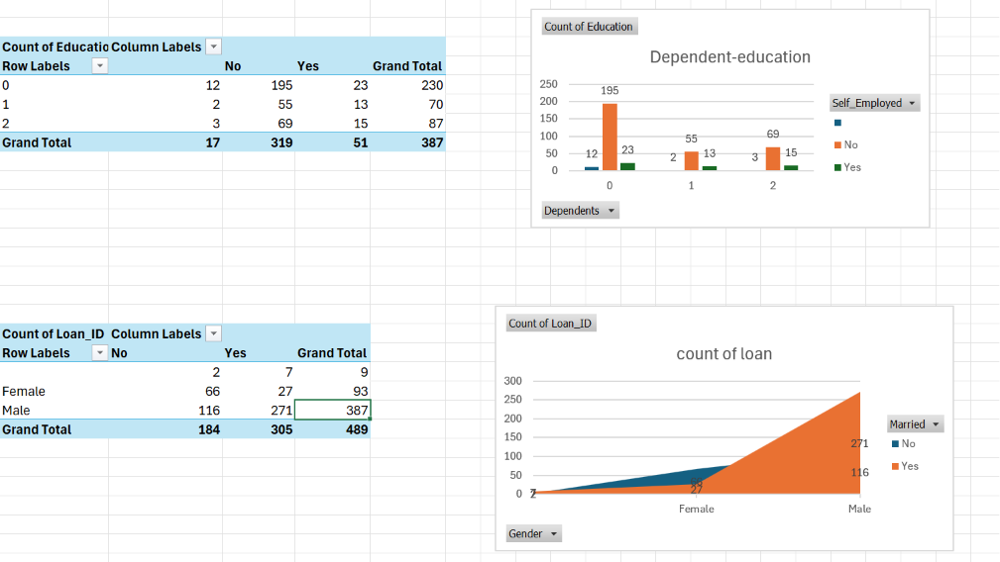 Count of Educatio Column Labels
Row Labels No Yes Grand Total
0 12 195 23 230
1 2 55 13 70
2 3 69 15 87
Grand Total 17 319 51 387
Count of Education
Dependent-education
250
200
150
100
50
0
195
12
23
2
55
13
3
69
15
0 1 2
Self_Employed
No
Yes
Dependents
Count of Loan_ID Column Labels
Row Labels No Yes Grand Total
2 7 9
Female 66 27 93
Male 116 271 387
Grand Total 184 305 489
Count of Loan_ID
count of loan
300
250
200
150
100
50
0
27
271
116
Female Male
Married
No
Yes
Gender